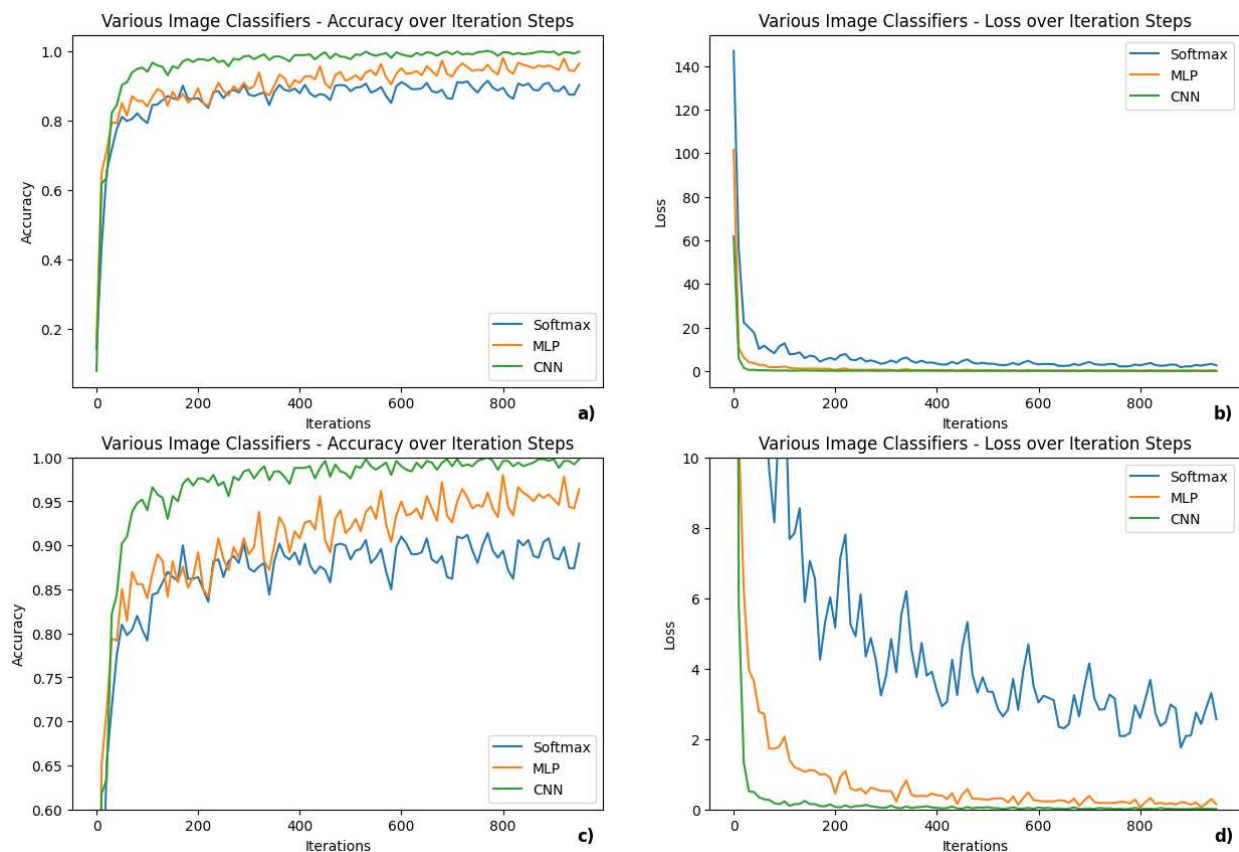 Various Image Classifiers - Accuracy over Iteration Steps
1.0
0.8
0.6
0.4
0.2
Accuracy
Softmax
MLP
CNN
0
200
400
600
800
Iterations
a)
Various Image Classifiers - Loss over Iteration Steps
140
120
100
80
60
40
20
0
Loss
Softmax
MLP
CNN
0
200
400
600
800
Iterations
b)
Various Image Classifiers - Accuracy over Iteration Steps
1.00
0.95
0.90
0.85
0.80
0.75
0.70
0.65
0.60
Accuracy
Softmax
MLP
CNN
0
200
400
600
800
Iterations
c)
Various Image Classifiers - Loss over Iteration Steps
10
8
6
4
2
0
Loss
Softmax
MLP
CNN
0
200
400
600
800
Iterations
d)